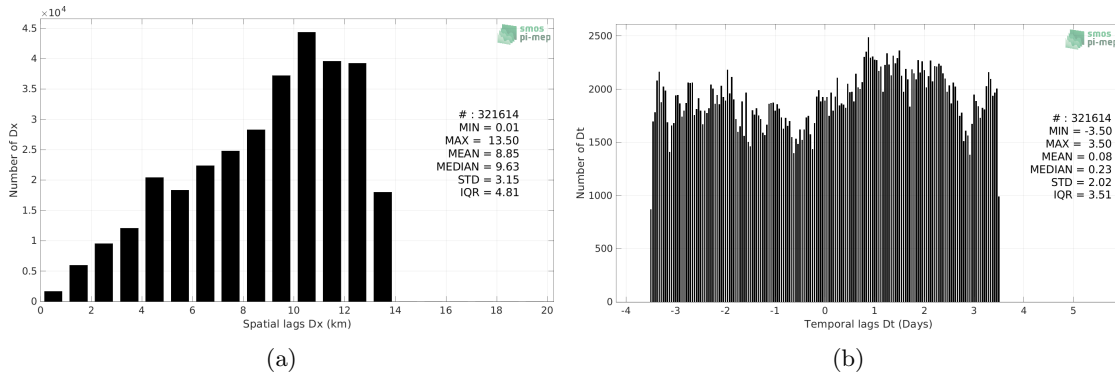 ×10⁴
4.5
4
3.5
3
2.5
2
1.5
1
0.5
0
Number of Dx
0 2 4 6 8 10 12 14 16 18 20
Spatial lags Dx (km)
smos
pi-mep
# : 321614
MIN = 0.01
MAX = 13.50
MEAN = 8.85
MEDIAN = 9.63
STD = 3.15
IQR = 4.81
(a)
2500
2000
1500
1000
500
0
Number of Dt
-4 -3 -2 -1 0 1 2 3 4 5
Temporal lags Dt (Days)
smos
pi-mep
# : 321614
MIN = -3.50
MAX = 3.50
MEAN = 0.08
MEDIAN = 0.23
STD = 2.02
IQR = 3.51
(b)